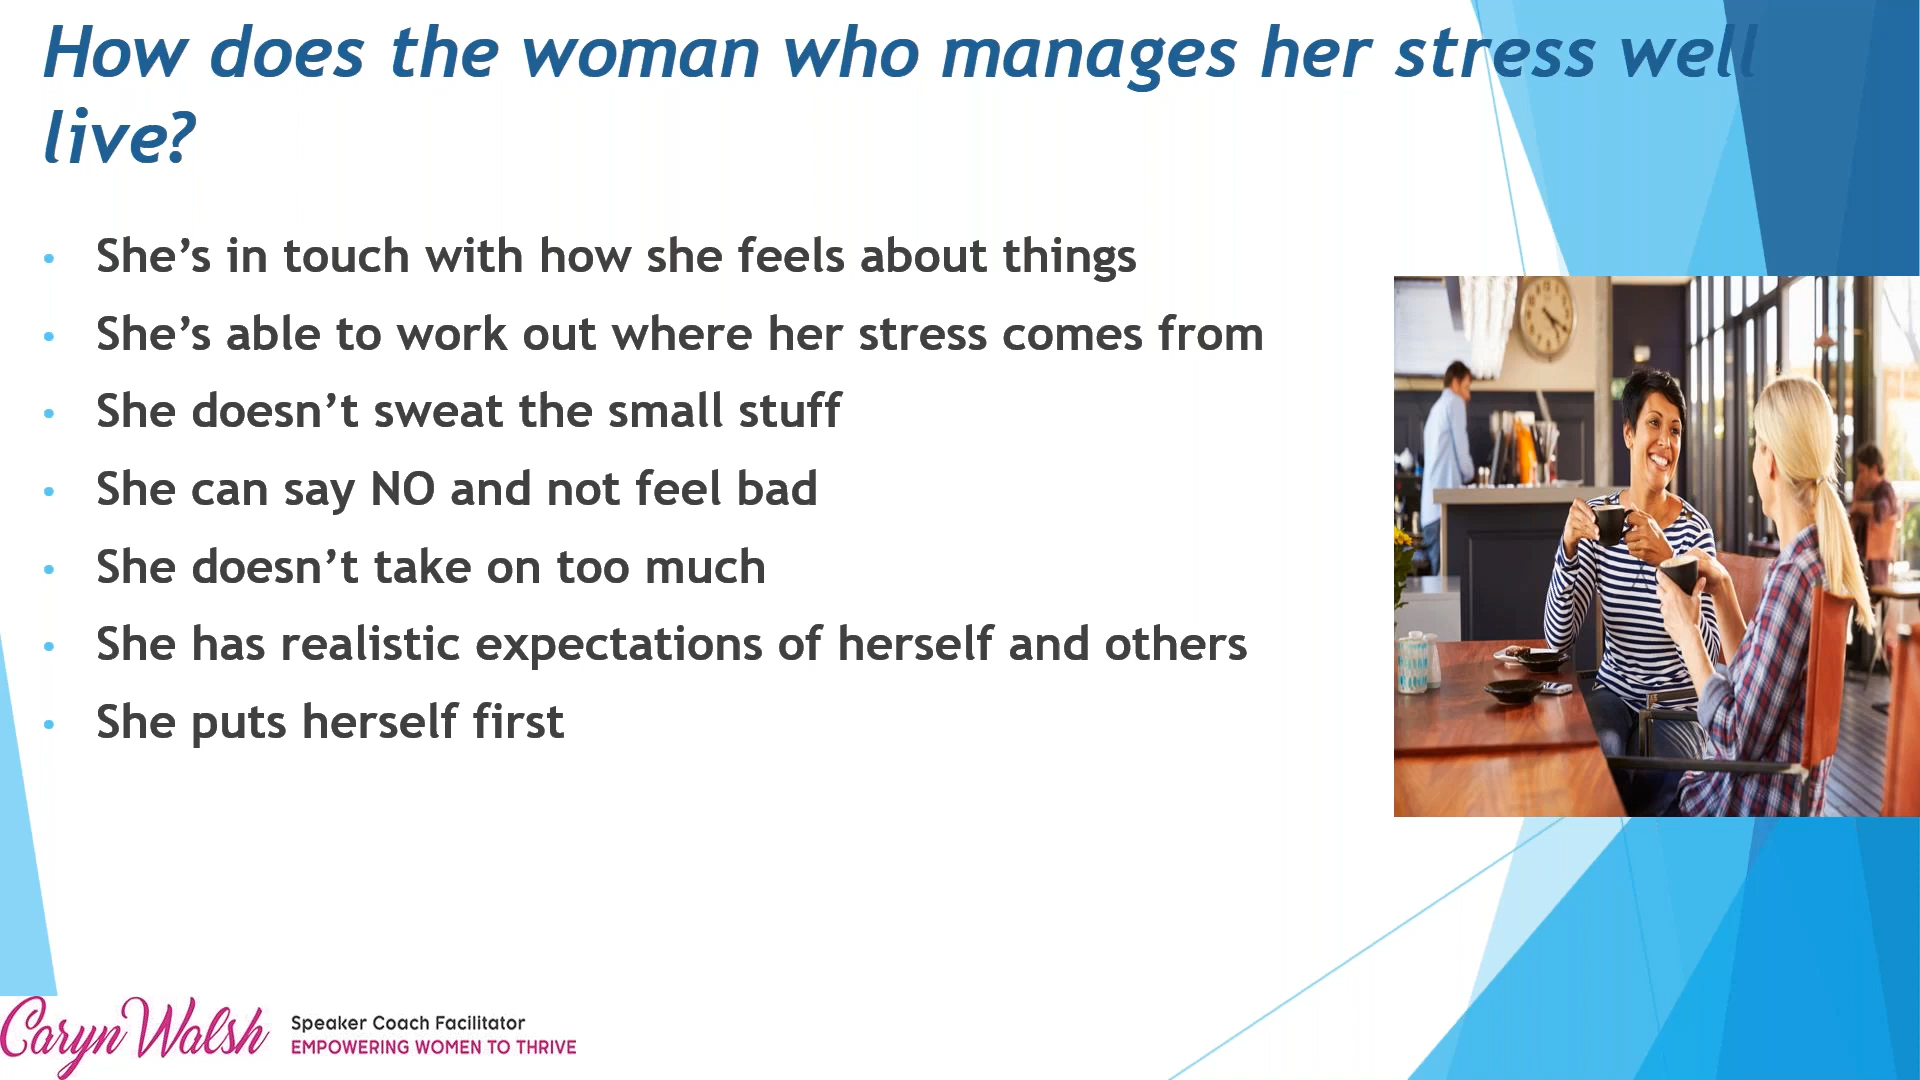 How does the woman who manages her stress well
live?
• She’s in touch with how she feels about things
• She’s able to work out where her stress comes from
• She doesn’t sweat the small stuff
• She can say NO and not feel bad
• She doesn’t take on too much
• She has realistic expectations of herself and others
• She puts herself first
Caryn Walsh
Speaker Coach Facilitator
EMPOWERING WOMEN TO THRIVE